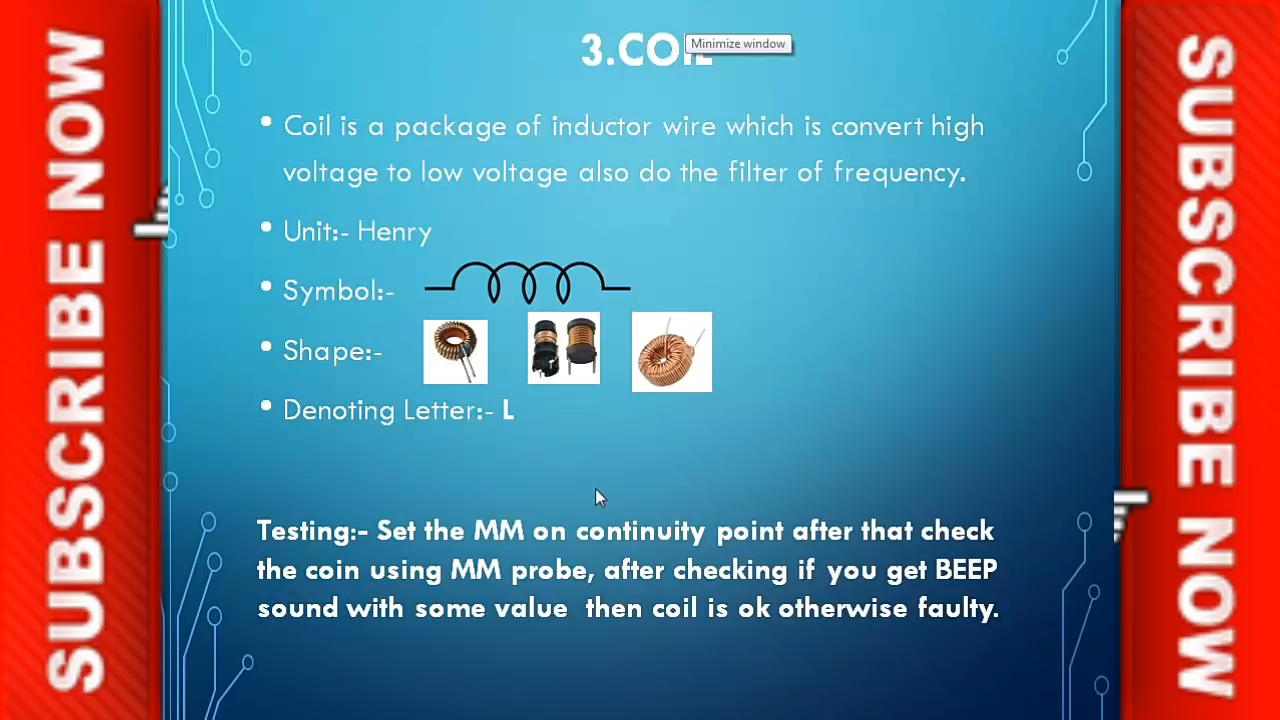 SUBSCRIBE NOW
3.COIL
Minimize window
• Coil is a package of inductor wire which is convert high
voltage to low voltage also do the filter of frequency.
• Unit:- Henry
• Symbol:-
• Shape:-
• Denoting Letter:- L
Testing:- Set the MM on continuity point after that check
the coin using MM probe, after checking if you get BEEP
sound with some value then coil is ok otherwise faulty.
SUBSCRIBE NOW